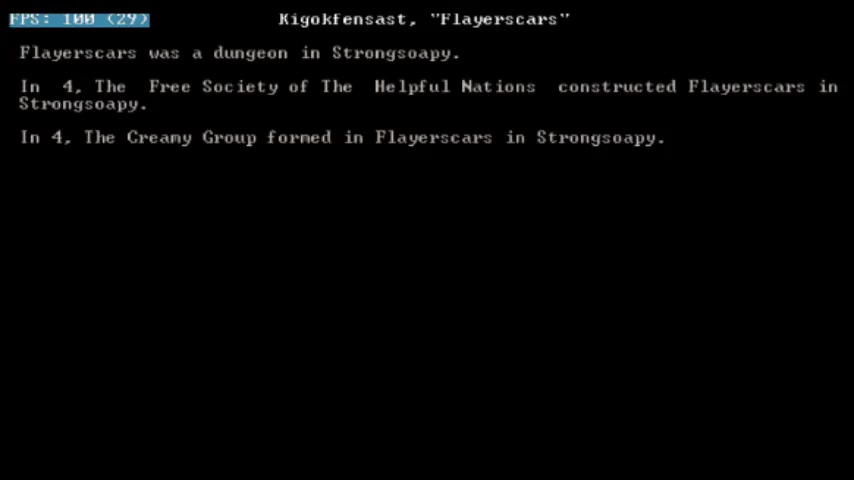 FPS: 100 (29)
Kigokfensast, "Flayerscars"
Flayerscars was a dungeon in Strongsoapy.
In 4, The Free Society of The Helpful Nations constructed Flayerscars in
Strongsoapy.
In 4, The Creamy Group formed in Flayerscars in Strongsoapy.